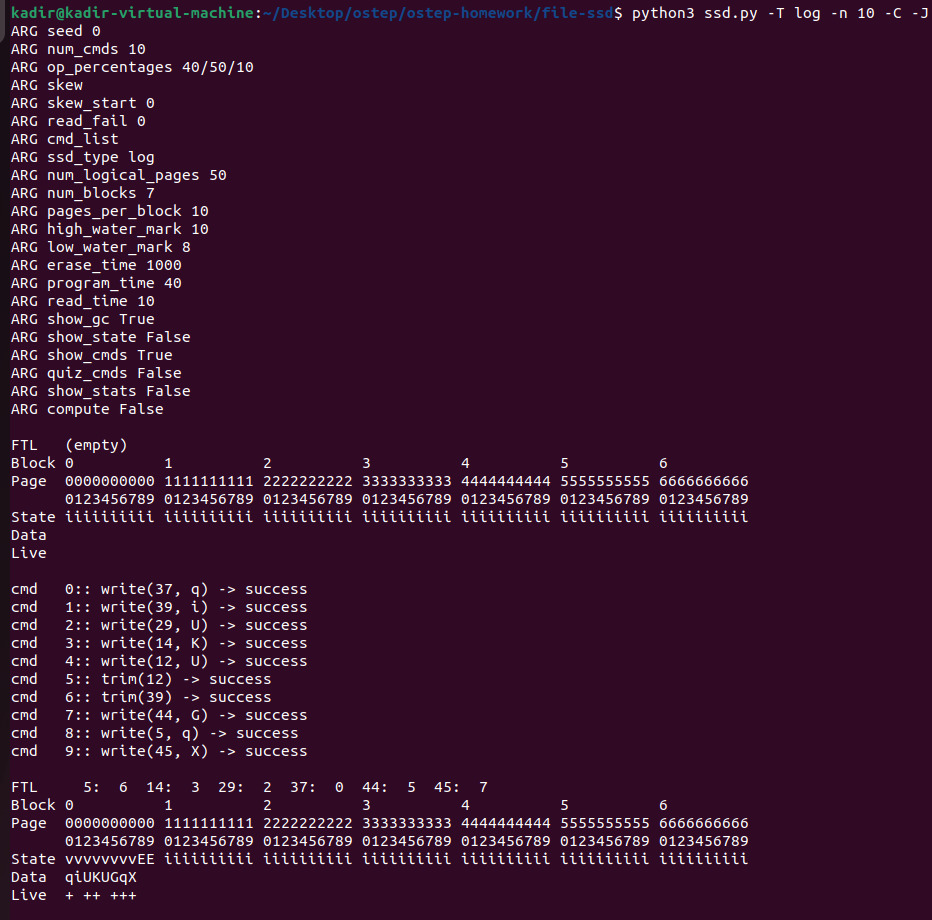 kadir@kadir-virtual-machine:~/Desktop/ostep/ostep-homework/file-ssd$ python3 ssd.py -T log -n 10 -C -J
ARG seed 0
ARG num_cmds 10
ARG op_percentages 40/50/10
ARG skew
ARG skew_start 0
ARG read_fail 0
ARG cmd_list
ARG ssd_type log
ARG num_logical_pages 50
ARG num_blocks 7
ARG pages_per_block 10
ARG high_water_mark 10
ARG low_water_mark 8
ARG erase_time 1000
ARG program_time 40
ARG read_time 10
ARG show_gc True
ARG show_state False
ARG show_cmds True
ARG quiz_cmds False
ARG show_stats False
ARG compute False
FTL   (empty)
Block 0          1          2          3          4          5          6
Page  0000000000 1111111111 2222222222 3333333333 4444444444 5555555555 6666666666
      0123456789 0123456789 0123456789 0123456789 0123456789 0123456789 0123456789
State iiiiiiiiii iiiiiiiiii iiiiiiiiii iiiiiiiiii iiiiiiiiii iiiiiiiiii iiiiiiiiii
Data
Live
cmd   0:: write(37, q) -> success
cmd   1:: write(39, i) -> success
cmd   2:: write(29, U) -> success
cmd   3:: write(14, K) -> success
cmd   4:: write(12, U) -> success
cmd   5:: trim(12) -> success
cmd   6:: trim(39) -> success
cmd   7:: write(44, G) -> success
cmd   8:: write(5, q) -> success
cmd   9:: write(45, X) -> success
FTL     5:  6  14:  3  29:  2  37:  0  44:  5  45:  7
Block 0          1          2          3          4          5          6
Page  0000000000 1111111111 2222222222 3333333333 4444444444 5555555555 6666666666
      0123456789 0123456789 0123456789 0123456789 0123456789 0123456789 0123456789
State vvvvvvvvEE iiiiiiiiii iiiiiiiiii iiiiiiiiii iiiiiiiiii iiiiiiiiii iiiiiiiiii
Data  qiUKUGqX
Live  + ++ +++